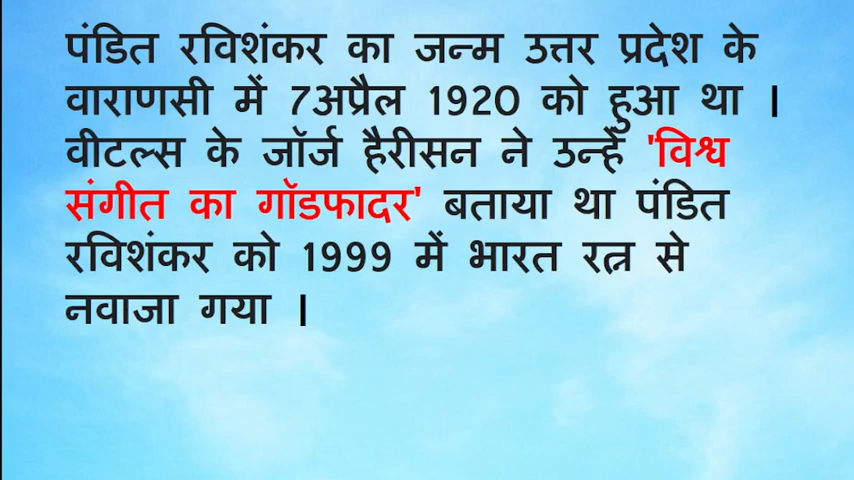 पंडित रविशंकर का जन्म उत्तर प्रदेश के
वाराणसी में 7अप्रैल 1920 को हुआ था ।
वीटल्स के जॉर्ज हैरीसन ने उन्हें 'विश्व
संगीत का गॉडफादर' बताया था पंडित
रविशंकर को 1999 में भारत रत्न से
नवाजा गया ।